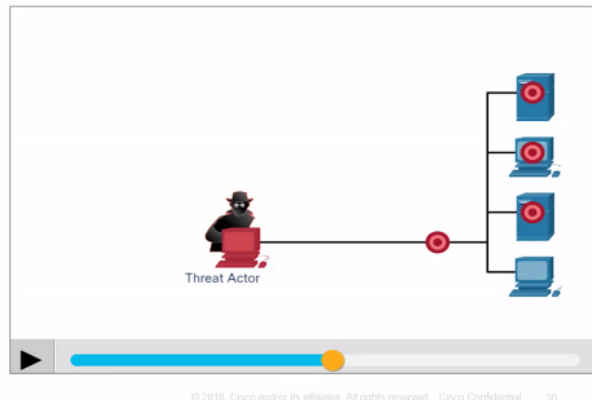 Threat Actor
© 2016 Cisco and/or its affiliates. All rights reserved. Cisco Confidential 30